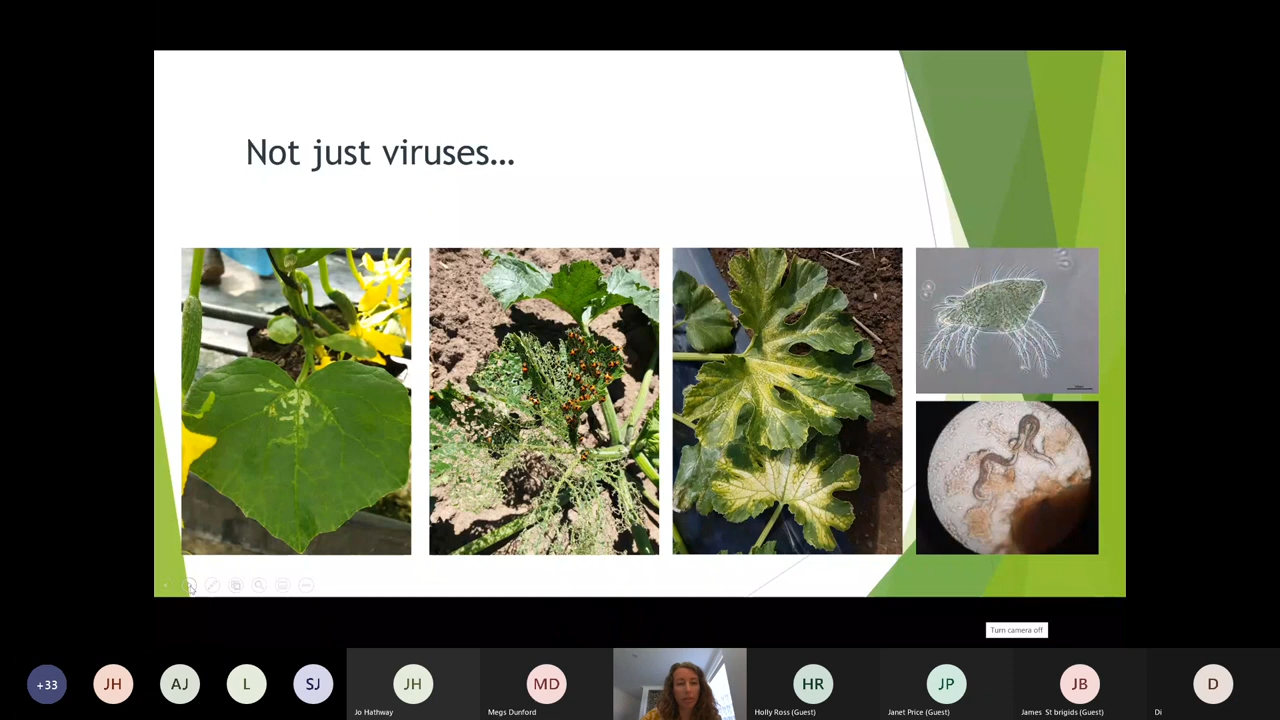 Not just viruses...
Turn camera off
+33
JH
AJ
L
SJ
JH
MD
HR
JP
JB
D
Jo Hathway
Megs Dunford
Holly Ross (Guest)
Janet Price (Guest)
James St brigids (Guest)
Di